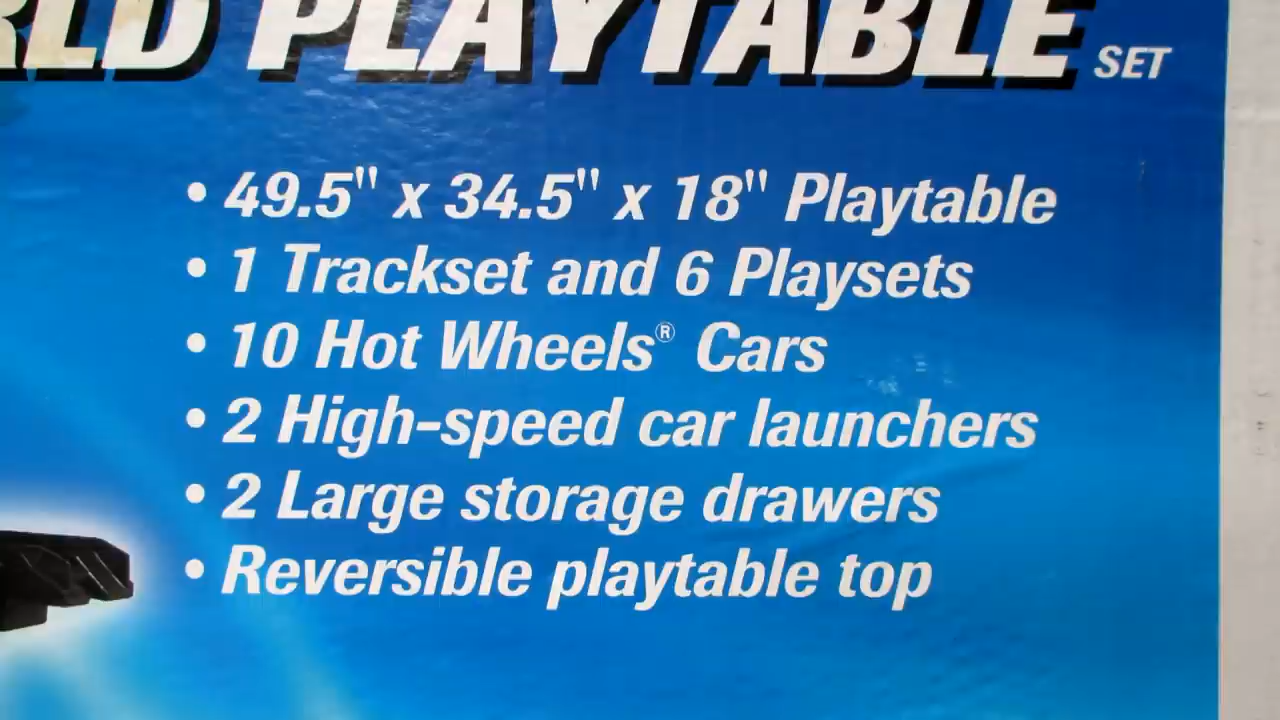 PLAYTABLE SET
• 49.5" x 34.5" x 18" Playtable
• 1 Trackset and 6 Playsets
• 10 Hot Wheels® Cars
• 2 High-speed car launchers
• 2 Large storage drawers
• Reversible playtable top